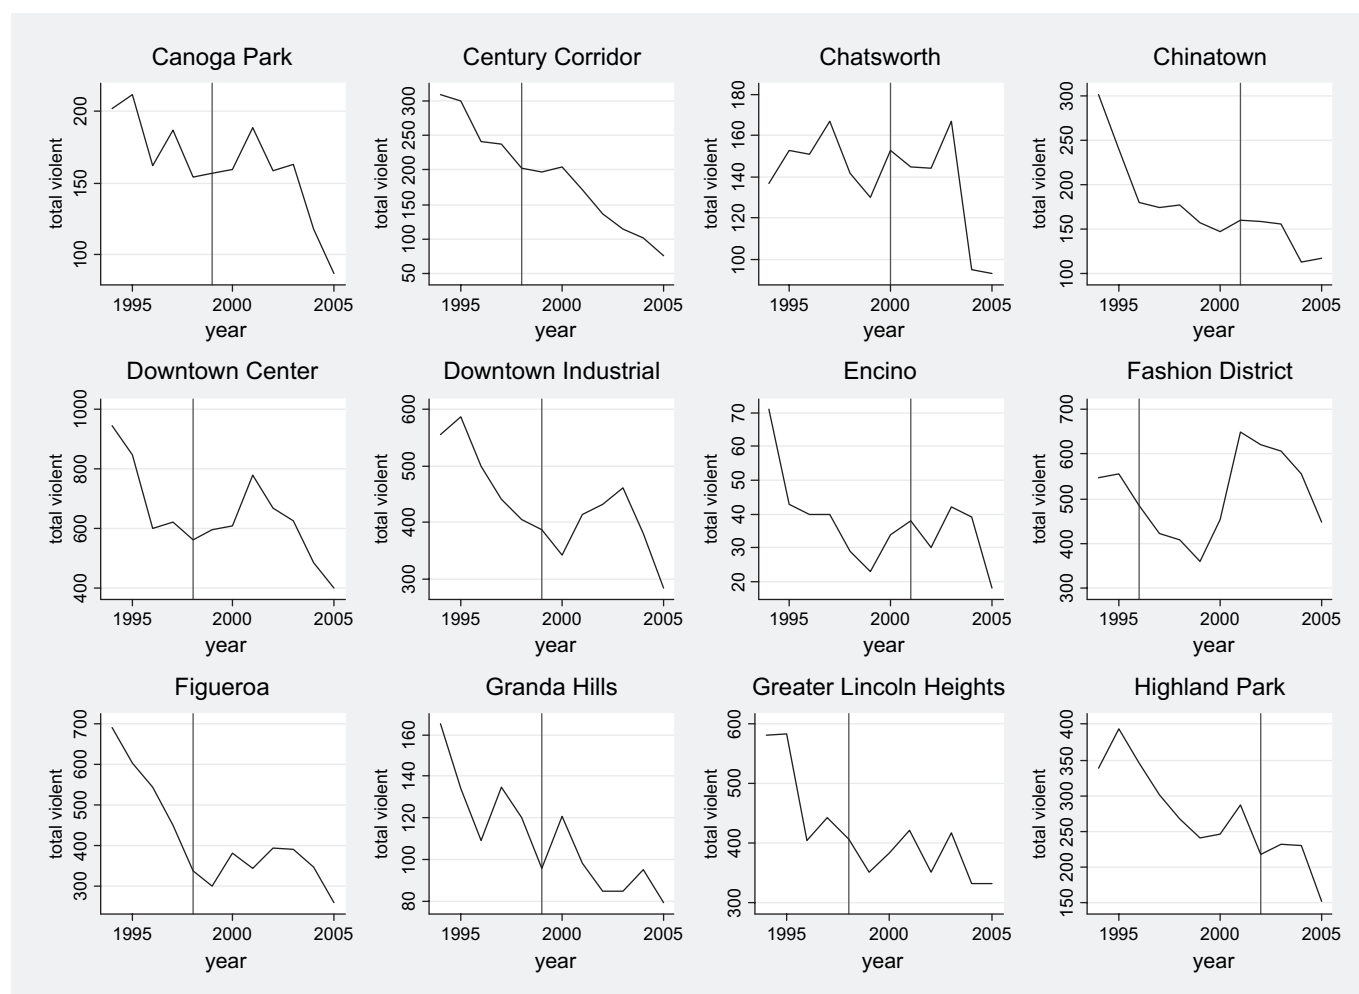 Canoga Park
total violent
200
150
100
1995 2000 2005
year
Century Corridor
total violent
300
250
200
150
100
50
1995 2000 2005
year
Chatsworth
total violent
180
160
140
120
100
1995 2000 2005
year
Chinatown
total violent
300
250
200
150
100
1995 2000 2005
year
Downtown Center
total violent
1000
800
600
400
1995 2000 2005
year
Downtown Industrial
total violent
600
500
400
300
1995 2000 2005
year
Encino
total violent
70
60
50
40
30
20
1995 2000 2005
year
Fashion District
total violent
700
600
500
400
300
1995 2000 2005
year
Figueroa
total violent
700
600
500
400
300
1995 2000 2005
year
Granda Hills
total violent
160
140
120
100
80
1995 2000 2005
year
Greater Lincoln Heights
total violent
600
500
400
300
1995 2000 2005
year
Highland Park
total violent
400
350
300
250
200
150
1995 2000 2005
year